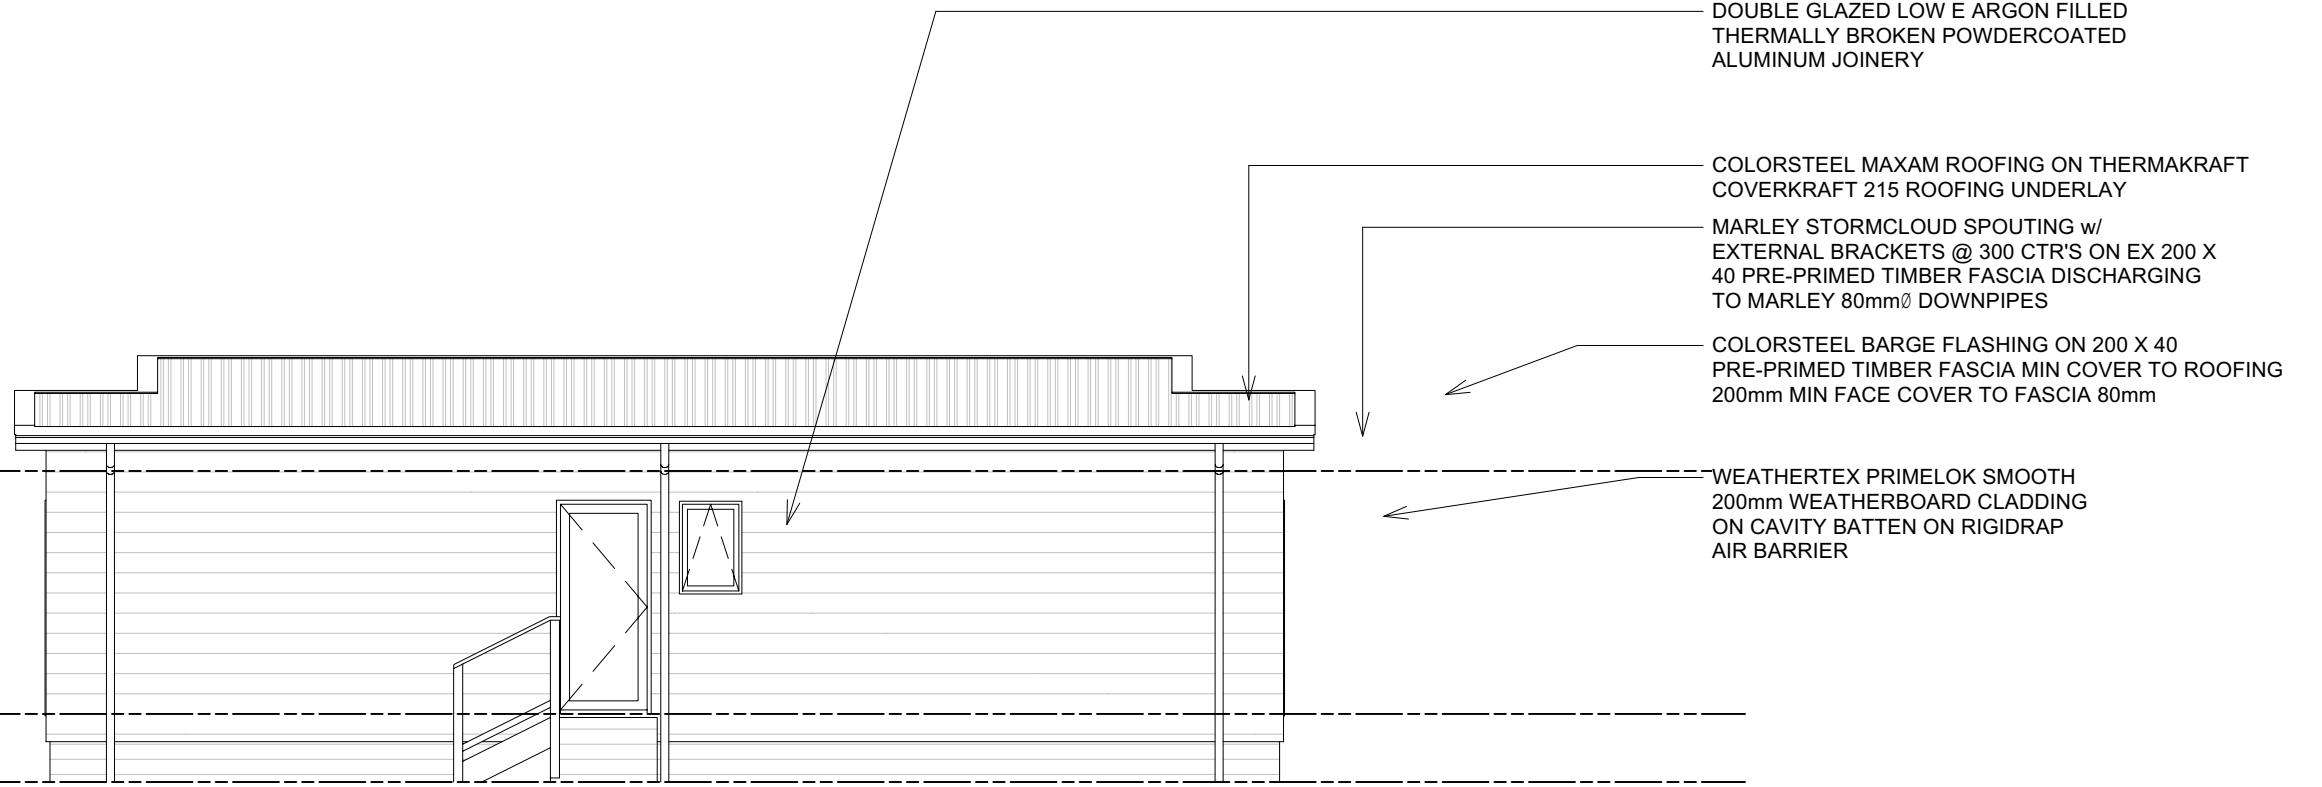 DOUBLE GLAZED LOW E ARGON FILLED
THERMALLY BROKEN POWDERCOATED
ALUMINUM JOINERY
COLORSTEEL MAXAM ROOFING ON THERMAKRAFT
COVERKRAFT 215 ROOFING UNDERLAY
MARLEY STORMCLOUD SPOUTING w/
EXTERNAL BRACKETS @ 300 CTR'S ON EX 200 X
40 PRE-PRIMED TIMBER FASCIA DISCHARGING
TO MARLEY 80mmØ DOWNPIPES
COLORSTEEL BARGE FLASHING ON 200 X 40
PRE-PRIMED TIMBER FASCIA MIN COVER TO ROOFING
200mm MIN FACE COVER TO FASCIA 80mm
WEATHERTEX PRIMELOK SMOOTH
200mm WEATHERBOARD CLADDING
ON CAVITY BATTEN ON RIGIDRAP
AIR BARRIER